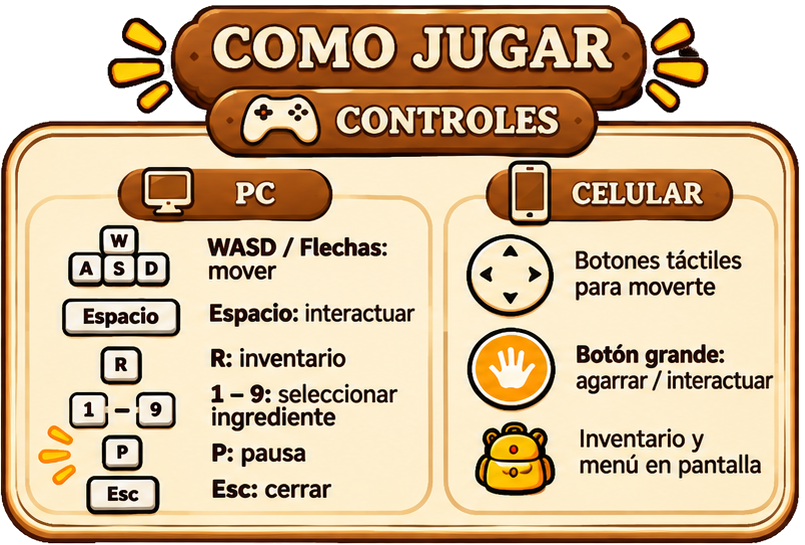 COMO JUGAR
CONTROLES
PC
W
A S D
WASD / Flechas:
mover
Espacio
Espacio: interactuar
R
R: inventario
1 – 9
1 – 9: seleccionar
ingrediente
P
P: pausa
Esc
Esc: cerrar
CELULAR
Botones táctiles
para moverte
Botón grande:
agarrar / interactuar
Inventario y
menú en pantalla